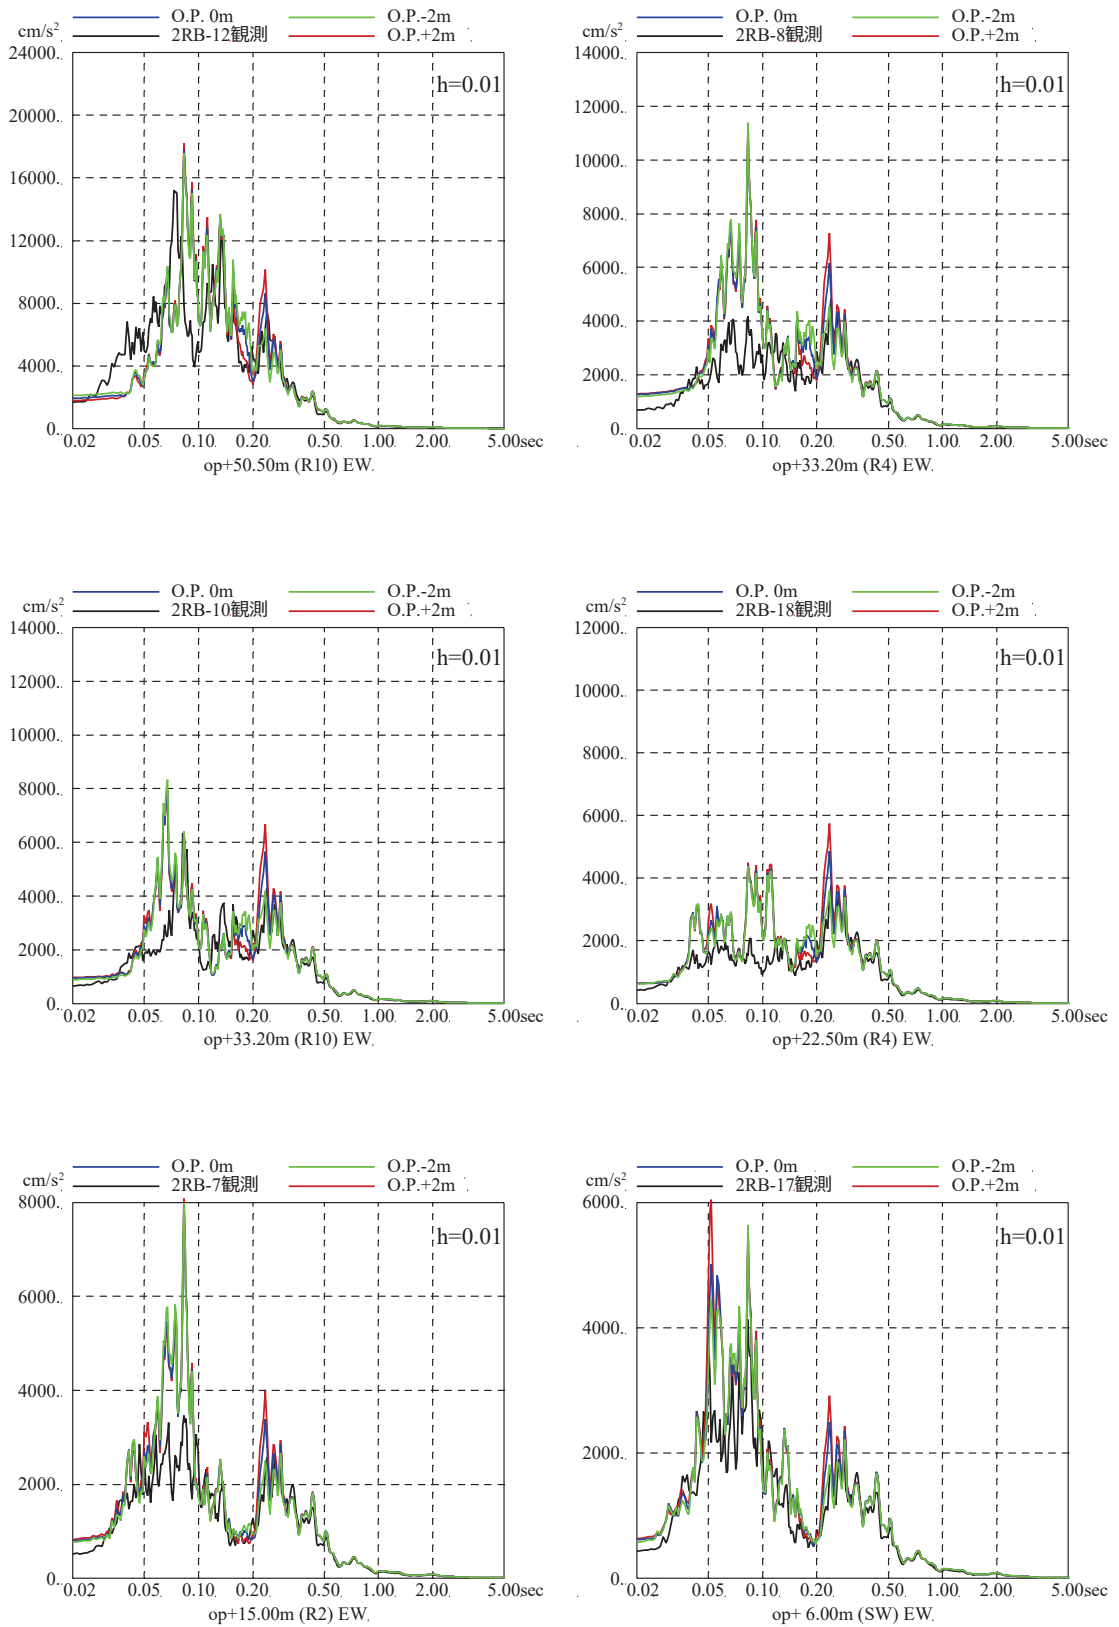 O.P. 0m O.P.-2m
cm/s² 2RB-12観測 O.P.+2m
24000.
h=0.01
20000.
16000.
12000.
8000.
4000.
0.
0.02 0.05 0.10 0.20 0.50 1.00 2.00 5.00sec
op+50.50m (R10) EW.
O.P. 0m O.P.-2m
cm/s² 2RB-8観測 O.P.+2m
14000.
h=0.01
12000.
10000.
8000.
6000.
4000.
2000.
0.
0.02 0.05 0.10 0.20 0.50 1.00 2.00 5.00sec
op+33.20m (R4) EW.
O.P. 0m O.P.-2m
cm/s² 2RB-10観測 O.P.+2m
14000.
h=0.01
12000.
10000.
8000.
6000.
4000.
2000.
0.
0.02 0.05 0.10 0.20 0.50 1.00 2.00 5.00sec
op+33.20m (R10) EW.
O.P. 0m O.P.-2m
cm/s² 2RB-18観測 O.P.+2m
12000.
h=0.01
10000.
8000.
6000.
4000.
2000.
0.
0.02 0.05 0.10 0.20 0.50 1.00 2.00 5.00sec
op+22.50m (R4) EW.
O.P. 0m O.P.-2m
cm/s² 2RB-7観測 O.P.+2m
8000.
h=0.01
6000.
4000.
2000.
0.
0.02 0.05 0.10 0.20 0.50 1.00 2.00 5.00sec
op+15.00m (R2) EW.
O.P. 0m O.P.-2m
cm/s² 2RB-17観測 O.P.+2m
6000.
h=0.01
4000.
2000.
0.
0.02 0.05 0.10 0.20 0.50 1.00 2.00 5.00sec
op+ 6.00m (SW) EW.